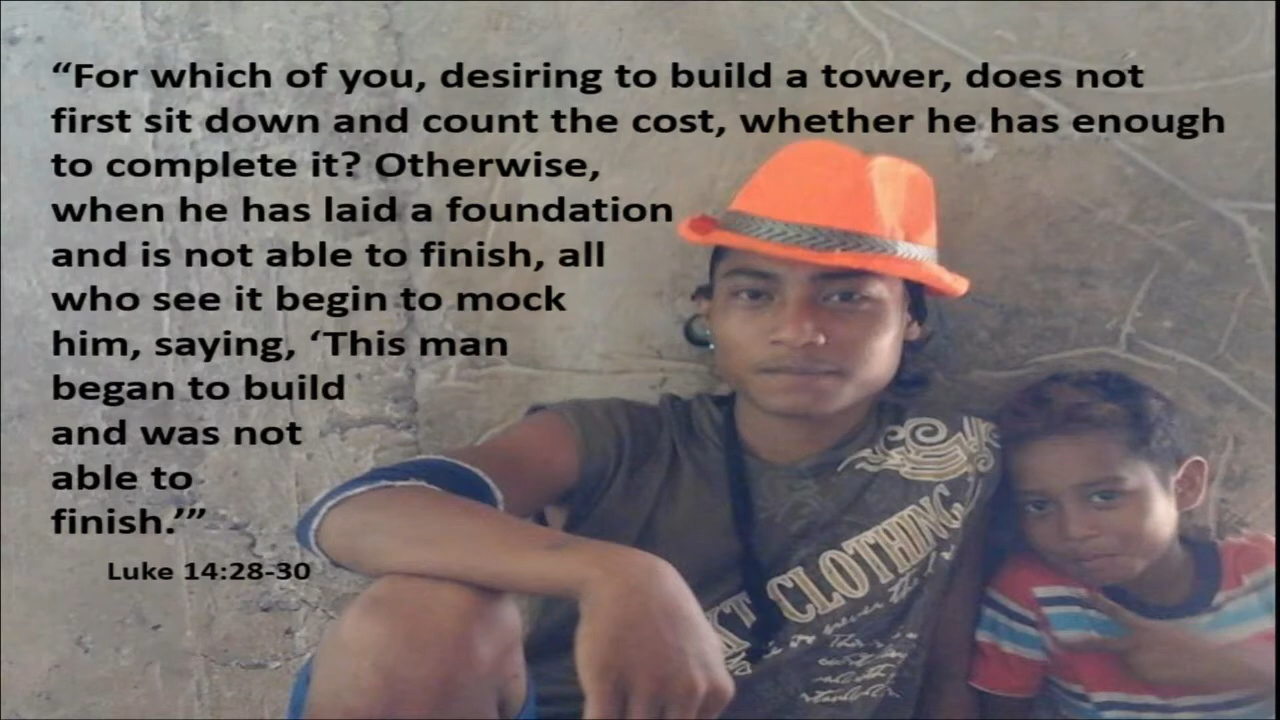 “For which of you, desiring to build a tower, does not
first sit down and count the cost, whether he has enough
to complete it? Otherwise,
when he has laid a foundation
and is not able to finish, all
who see it begin to mock
him, saying, ‘This man
began to build
and was not
able to
finish.’”
Luke 14:28-30
CLOTHING